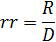 rr = R/D